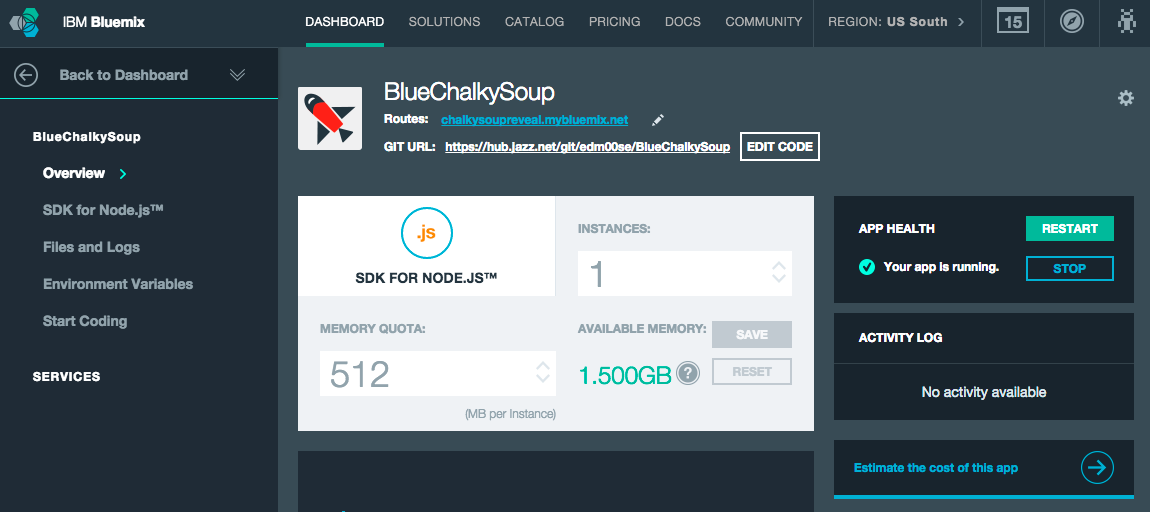 IBM Bluemix
DASHBOARD SOLUTIONS CATALOG PRICING DOCS COMMUNITY REGION: US South 15
Back to Dashboard
BlueChalkySoup
Overview
SDK for Node.js™
Files and Logs
Environment Variables
Start Coding
SERVICES
BlueChalkySoup
Routes: chalkysoupreveal.mybluemix.net
GIT URL: https://hub.jazz.net/git/edm00se/BlueChalkySoup EDIT CODE
.js
SDK FOR NODE.JS™
INSTANCES:
1
MEMORY QUOTA:
512
(MB per Instance)
AVAILABLE MEMORY: SAVE
1.500GB ? RESET
APP HEALTH RESTART
Your app is running. STOP
ACTIVITY LOG
No activity available
Estimate the cost of this app